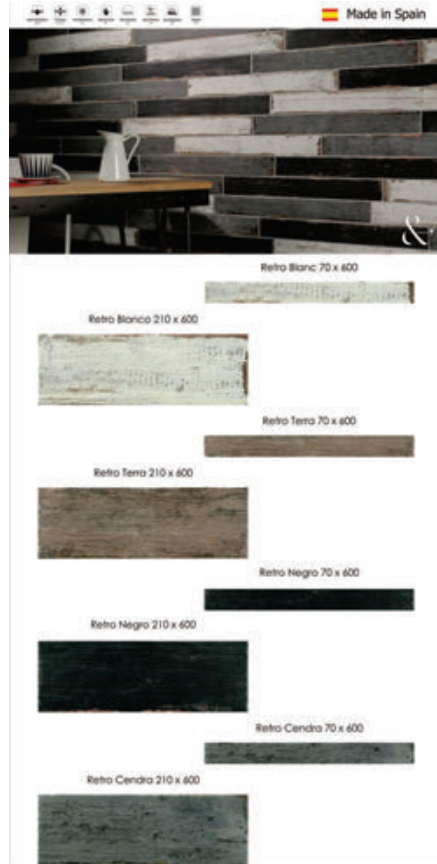 Made in Spain
&
Retro Blanc 70 x 600
Retro Blanco 210 x 600
Retro Terra 70 x 600
Retro Terra 210 x 600
Retro Negro 70 x 600
Retro Negro 210 x 600
Retro Cendra 70 x 600
Retro Cendra 210 x 600